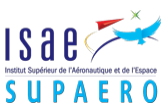 isae
Institut Supérieur de l'Aéronautique et de l'Espace
SUPAERO